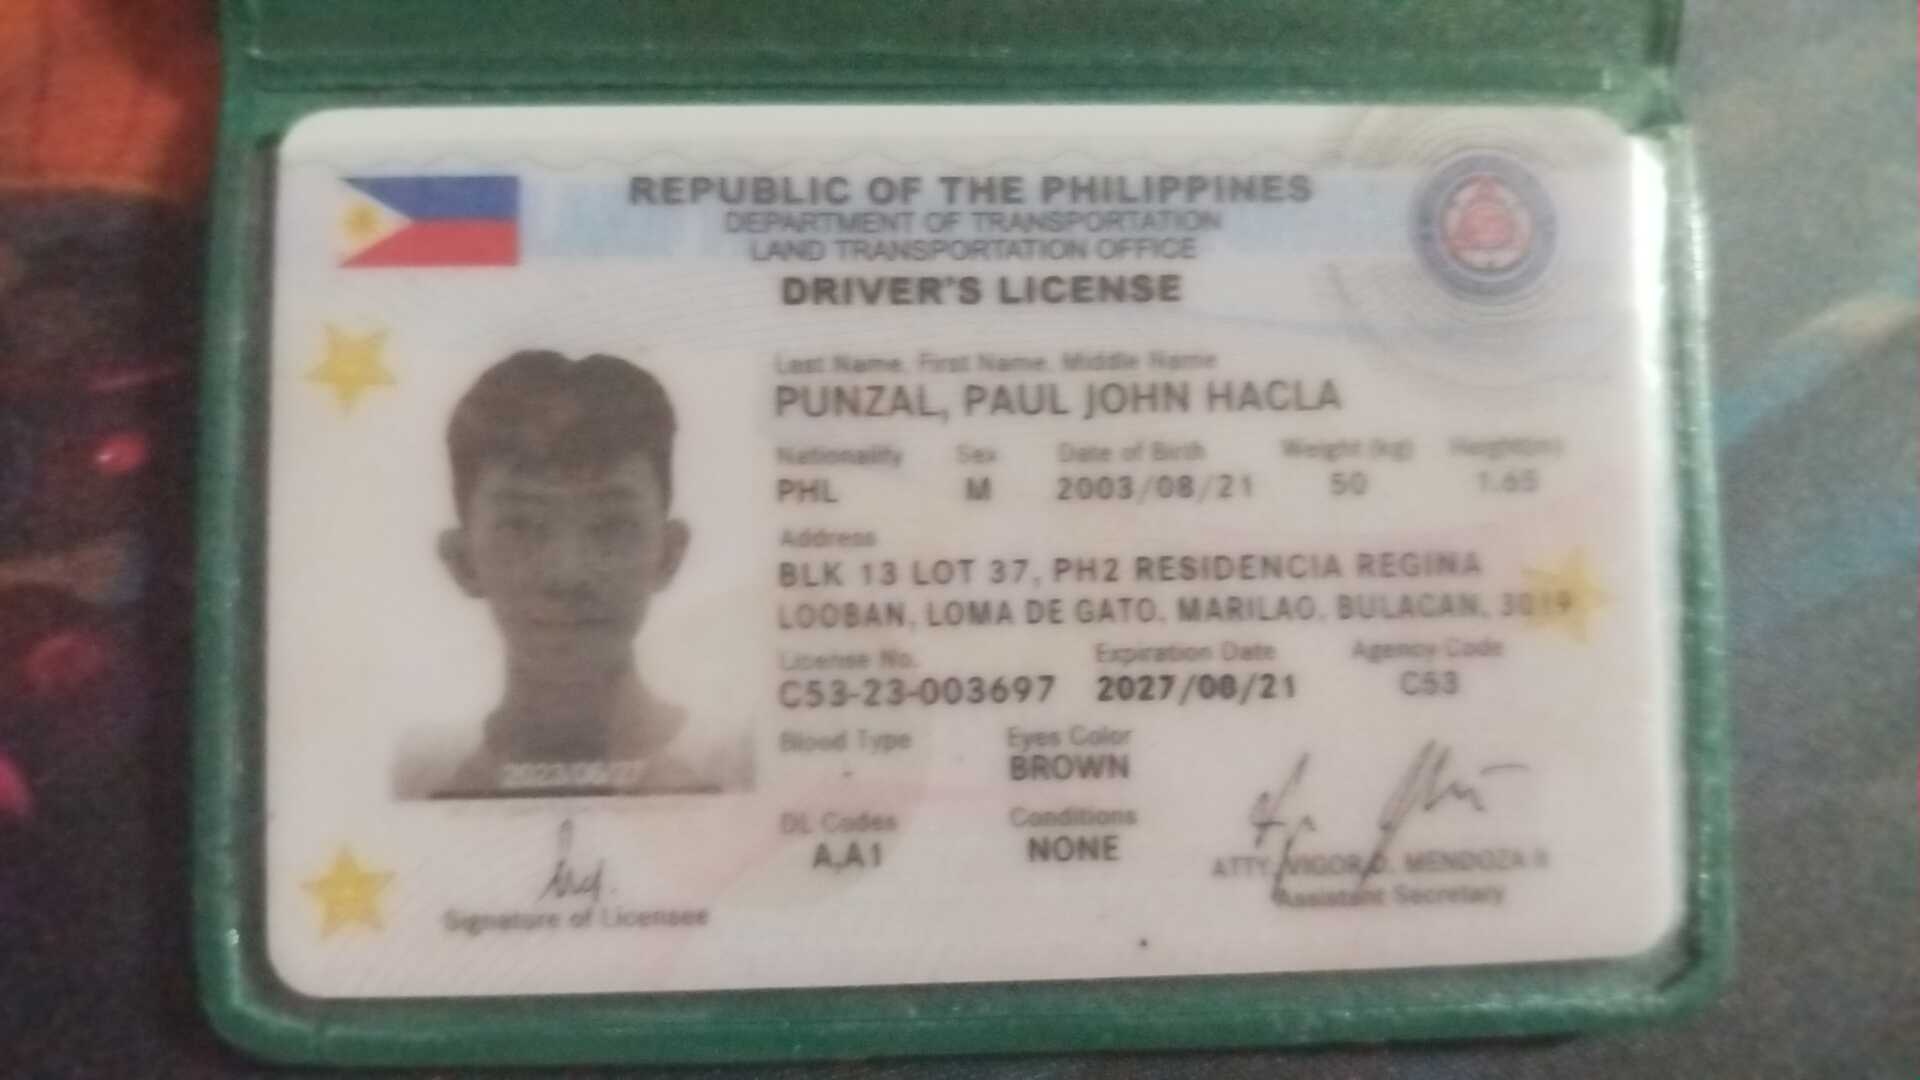 REPUBLIC OF THE PHILIPPINES
DEPARTMENT OF TRANSPORTATION
LAND TRANSPORTATION OFFICE
DRIVER'S LICENSE
Last Name, First Name, Middle Name
PUNZAL, PAUL JOHN HACLA
Nationality Sex Date of Birth Weight (kg) Height(m)
PHL M 2003/08/21 50 1.65
Address
BLK 13 LOT 37, PH2 RESIDENCIA REGINA
LOOBAN, LOMA DE GATO, MARILAO, BULACAN, 3019
License No. Expiration Date Agency Code
C53-23-003697 2027/08/21 C53
Blood Type Eyes Color
BROWN
DL Codes Conditions
A,A1 NONE
ATTY. VIGOR D. MENDOZA II
Assistant Secretary
Signature of Licensee